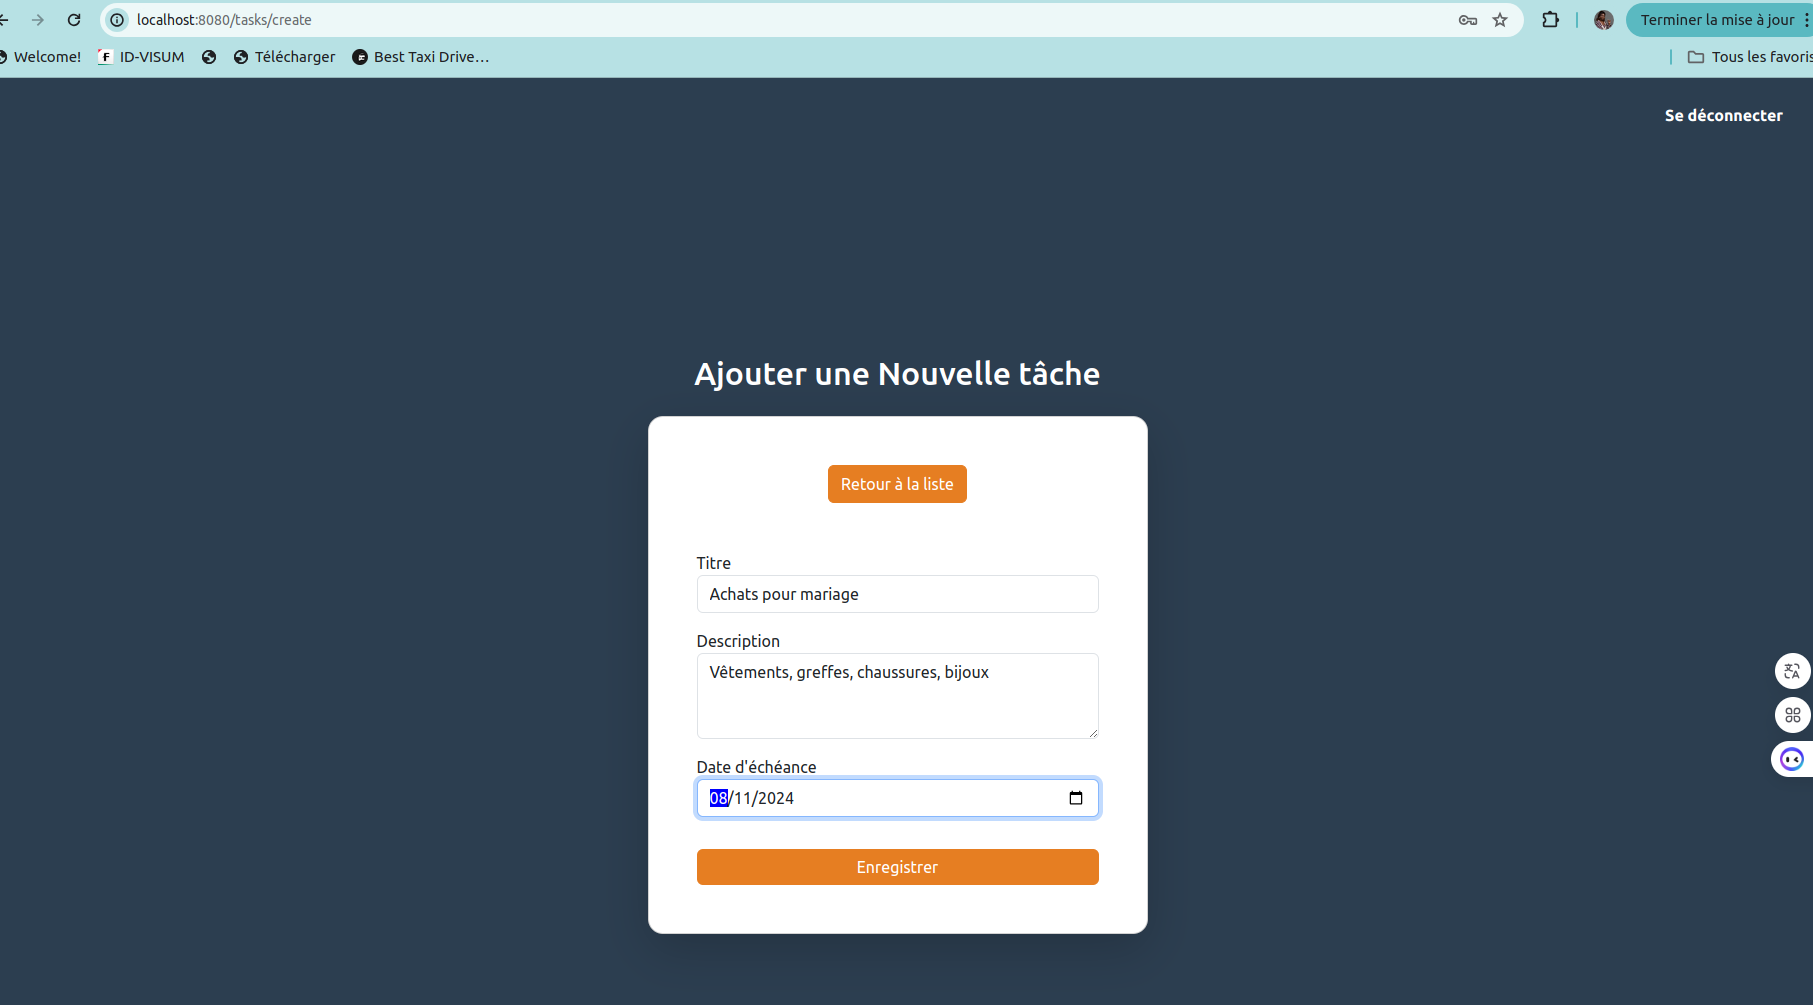 localhost:8080/tasks/create
Terminer la mise à jour
Welcome!
ID-VISUM
Télécharger
Best Taxi Drive…
Tous les favoris
Se déconnecter
Ajouter une Nouvelle tâche
Retour à la liste
Titre
Achats pour mariage
Description
Vêtements, greffes, chaussures, bijoux
Date d'échéance
08/11/2024
Enregistrer